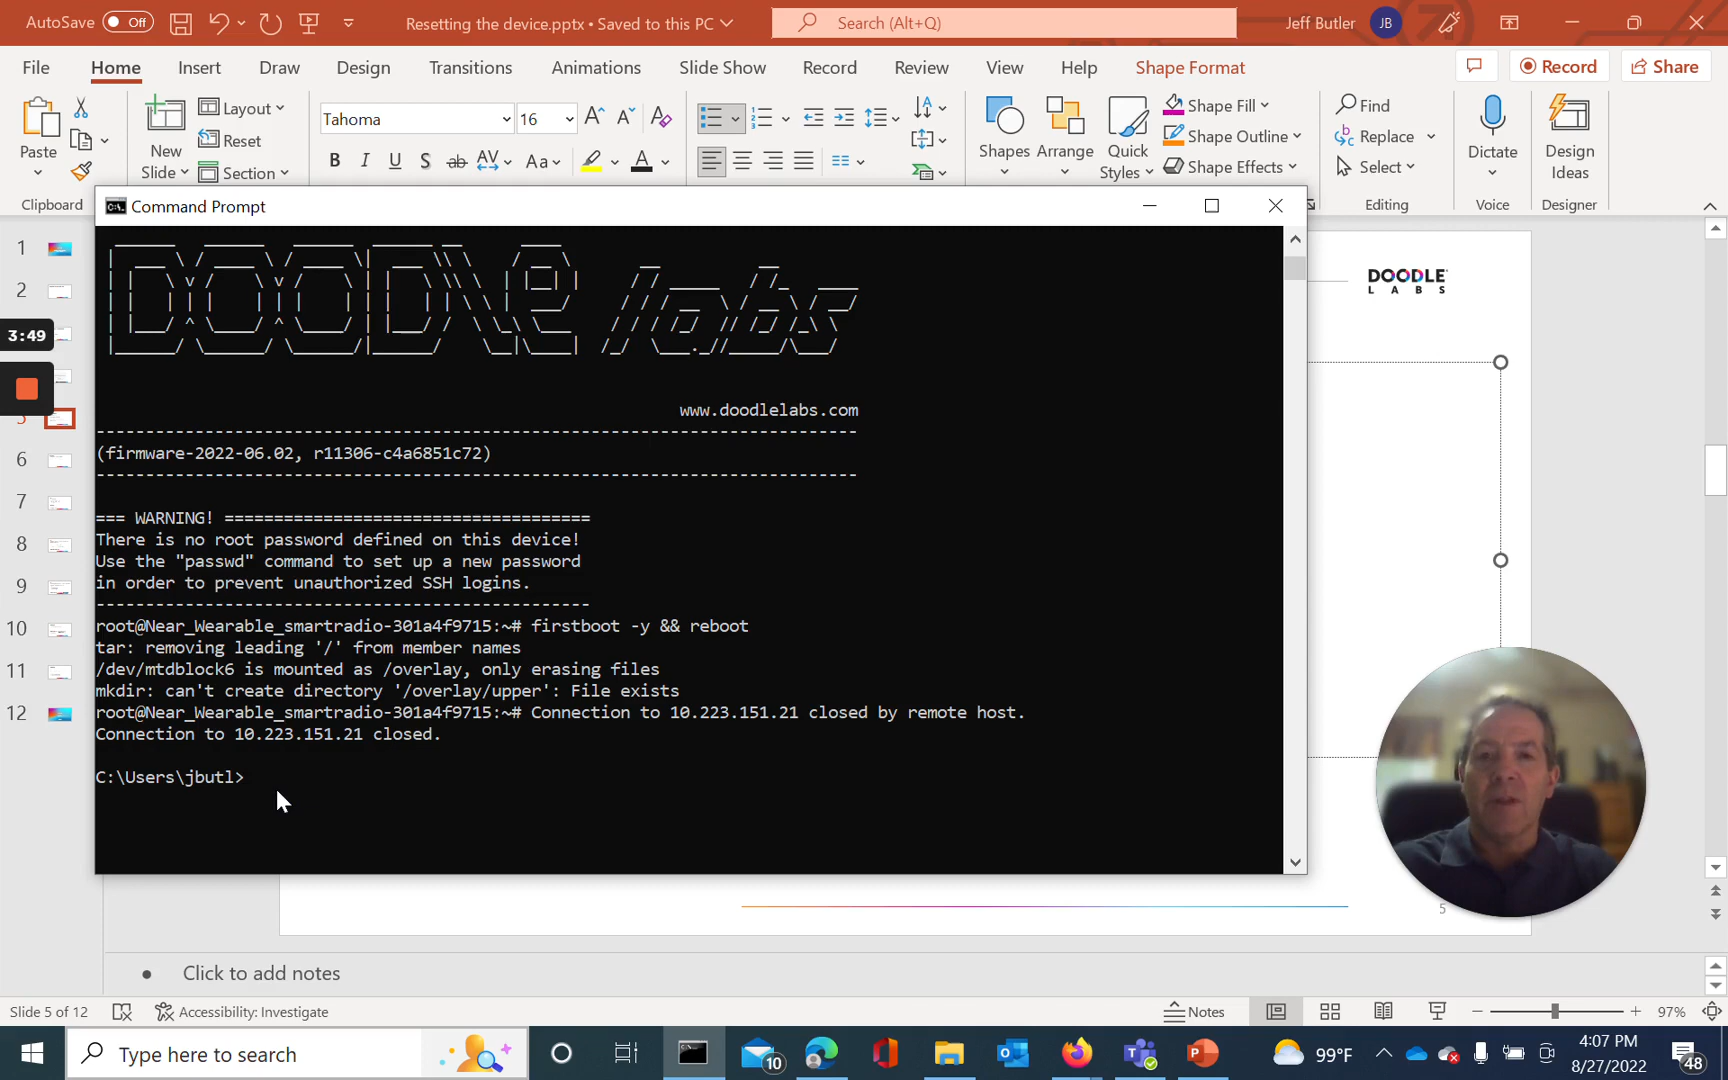 AutoSave Off
Resetting the device.pptx • Saved to this PC
Search (Alt+Q)
Jeff Butler JB
File Home Insert Draw Design Transitions Animations Slide Show Record Review View Help Shape Format
Record
Share
Paste
Clipboard
New
Slide
Layout
Reset
Section
Tahoma
16
B I U S ab AV Aa A
Shapes
Arrange
Quick
Styles
Shape Fill
Shape Outline
Shape Effects
Find
Replace
Select
Editing
Dictate
Voice
Design
Ideas
Designer
Command Prompt
DOODLE labs
www.doodlelabs.com
--------------------------------------------------------------------------
(firmware-2022-06.02, r11306-c4a6851c72)
--------------------------------------------------------------------------
=== WARNING! =====================================
There is no root password defined on this device!
Use the "passwd" command to set up a new password
in order to prevent unauthorized SSH logins.
--------------------------------------------------
root@Near_Wearable_smartradio-301a4f9715:~# firstboot -y && reboot
tar: removing leading '/' from member names
/dev/mtdblock6 is mounted as /overlay, only erasing files
mkdir: can't create directory '/overlay/upper': File exists
root@Near_Wearable_smartradio-301a4f9715:~# Connection to 10.223.151.21 closed by remote host.
Connection to 10.223.151.21 closed.
C:\Users\jbutl>
1
2
3:49
5
6
7
8
9
10
11
12
DOODLE
LABS
5
Click to add notes
Slide 5 of 12
Accessibility: Investigate
Notes
97%
Type here to search
10
99°F
4:07 PM
8/27/2022
48